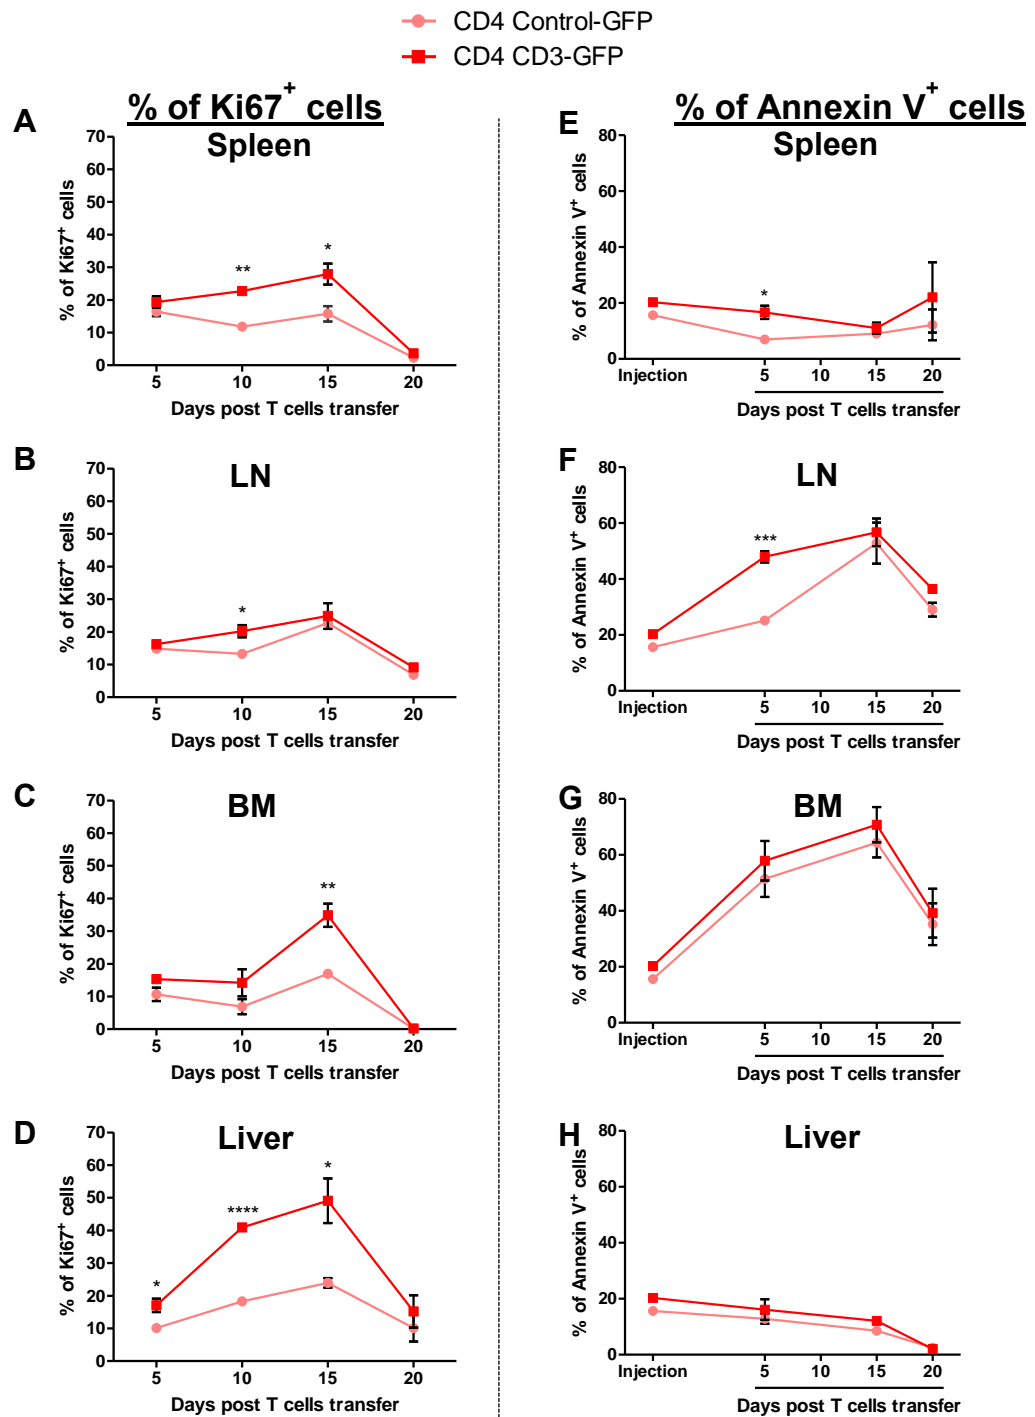 CD4 Control-GFP
CD4 CD3-GFP
% of Ki67+ cells
% of Annexin V+ cells
A
Spleen
% of Ki67+ cells
70
60
50
40
30
20
10
0
** *
5 10 15 20
Days post T cells transfer
E
Spleen
% of Annexin V+ cells
80
60
40
20
0
*
Injection 5 10 15 20
Days post T cells transfer
B
LN
% of Ki67+ cells
70
60
50
40
30
20
10
0
*
5 10 15 20
Days post T cells transfer
F
LN
% of Annexin V+ cells
80
60
40
20
0
***
Injection 5 10 15 20
Days post T cells transfer
C
BM
% of Ki67+ cells
70
60
50
40
30
20
10
0
**
5 10 15 20
Days post T cells transfer
G
BM
% of Annexin V+ cells
80
60
40
20
0
Injection 5 10 15 20
Days post T cells transfer
D
Liver
% of Ki67+ cells
70
60
50
40
30
20
10
0
* **** *
5 10 15 20
Days post T cells transfer
H
Liver
% of Annexin V+ cells
80
60
40
20
0
Injection 5 10 15 20
Days post T cells transfer